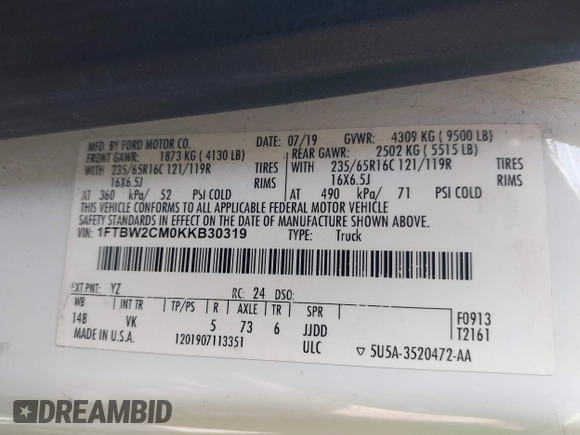 MFD. BY FORD MOTOR CO. DATE: 07/19 GVWR: 4309 KG ( 9500 LB)
FRONT GAWR: 1873 KG ( 4130 LB) REAR GAWR: 2502 KG ( 5515 LB)
WITH 235/65R16C 121/119R TIRES WITH 235/65R16C 121/119R TIRES
16X6.5J RIMS 16X6.5J RIMS
AT 360 kPa/ 52 PSI COLD AT 490 kPa/ 71 PSI COLD
THIS VEHICLE CONFORMS TO ALL APPLICABLE FEDERAL MOTOR VEHICLE
SAFETY STANDARDS IN EFFECT ON THE DATE OF MANUFACTURE SHOWN ABOVE.
VIN: 1FTBW2CM0KKB30319 TYPE: Truck
EXT PNT: YZ RC: 24 DSO:
WB INT TR TP/PS R AXLE TR SPR F0913
148 VK 5 73 6 JJDD T2161
MADE IN U.S.A. 1201907113351 ULC ▽ 5U5A-3520472-AA
DREAMBID